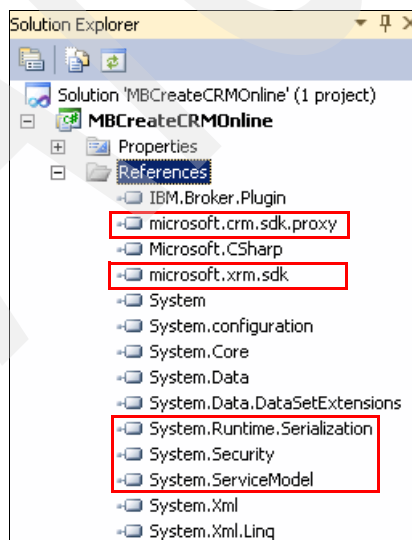 Solution Explorer
Solution 'MBCreateCRMOnline' (1 project)
MBCreateCRMOnline
Properties
References
IBM.Broker.Plugin
microsoft.crm.sdk.proxy
Microsoft.CSharp
microsoft.xrm.sdk
System
System.configuration
System.Core
System.Data
System.Data.DataSetExtensions
System.Runtime.Serialization
System.Security
System.ServiceModel
System.Xml
System.Xml.Linq